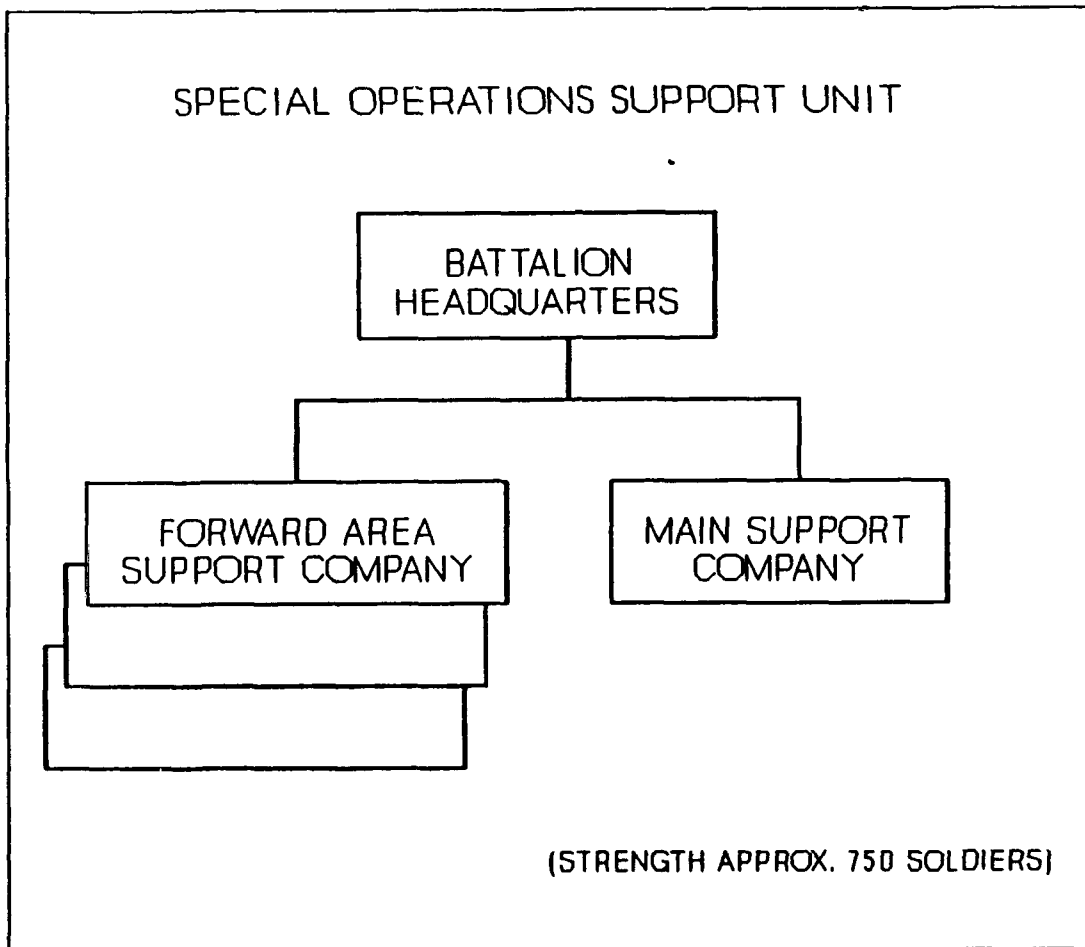 SPECIAL OPERATIONS SUPPORT UNIT
BATTALION
HEADQUARTERS
FORWARD AREA
SUPPORT COMPANY
MAIN SUPPORT
COMPANY
(STRENGTH APPROX. 750 SOLDIERS)